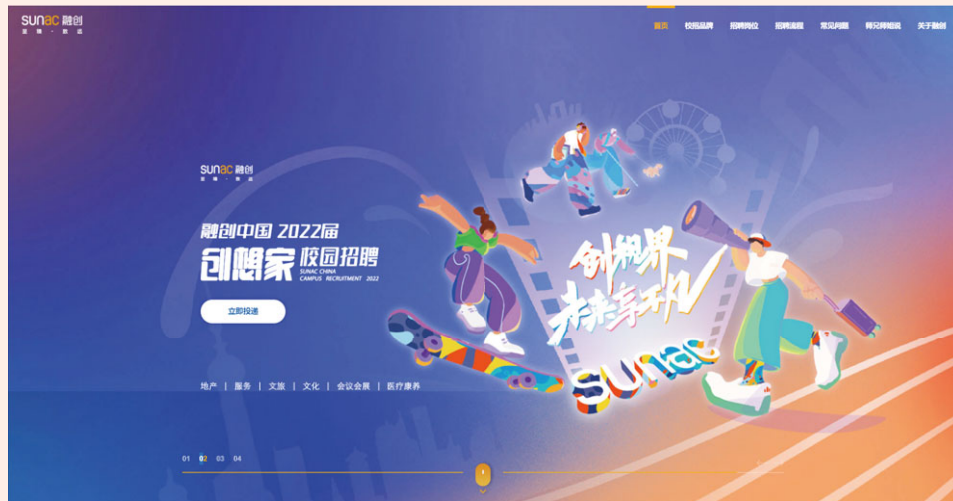 sunac 融创
至臻·致远
首页 校招品牌 招聘岗位 招聘流程 常见问题 师兄师姐说 关于融创
sunac 融创
至臻·致远
融创中国 2022届
创想家 校园招聘
SUNAC CHINA
CAMPUS RECRUITMENT 2022
立即投递
创视界
未来享不凡
sunac
地产 | 服务 | 文旅 | 文化 | 会议会展 | 医疗康养
01 02 03 04